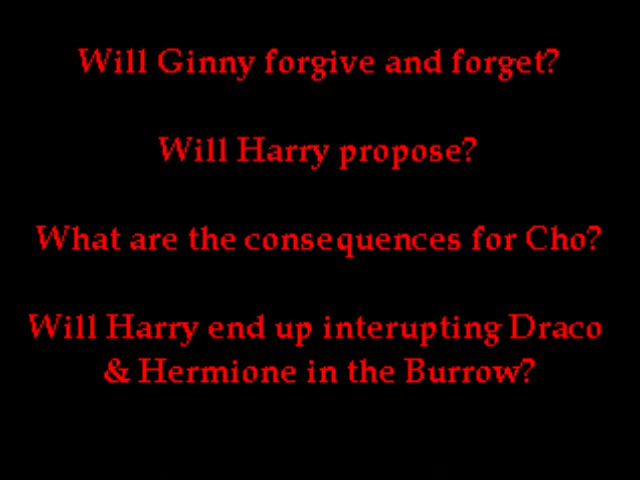 Will Ginny forgive and forget?
Will Harry propose?
What are the consequences for Cho?
Will Harry end up interupting Draco
& Hermione in the Burrow?